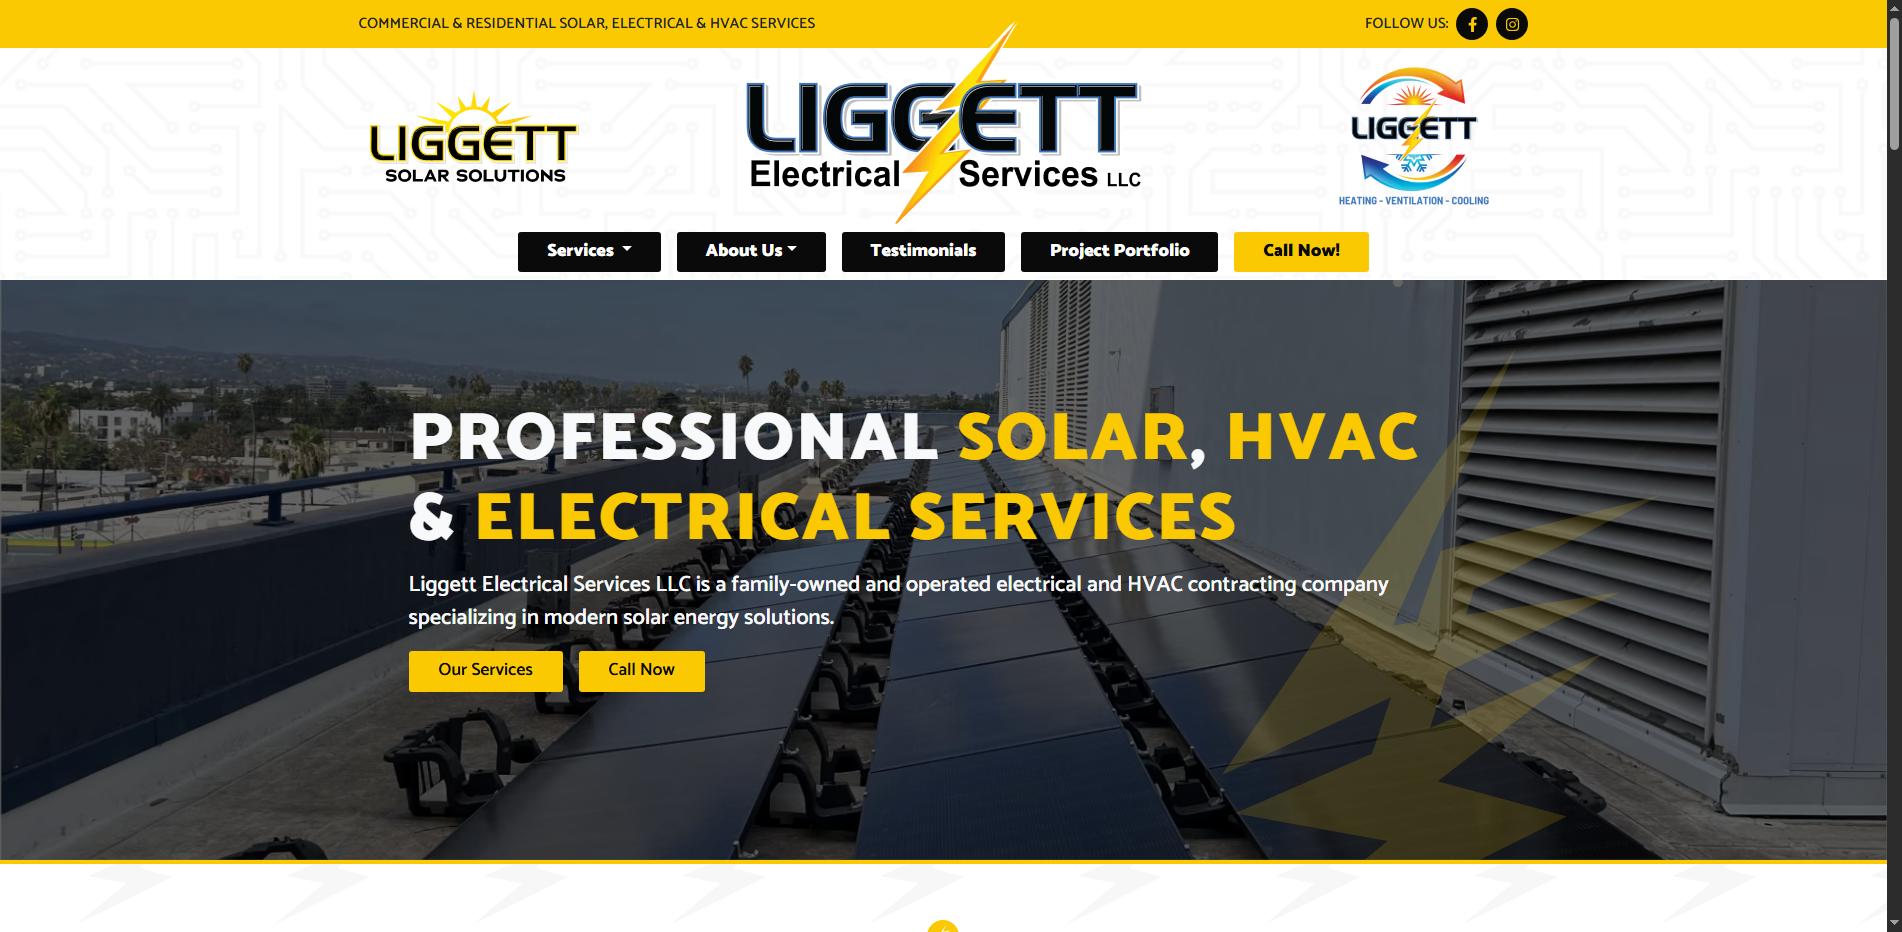 COMMERCIAL & RESIDENTIAL SOLAR, ELECTRICAL & HVAC SERVICES
FOLLOW US:
LIGGETT
SOLAR SOLUTIONS
LIGGETT
Electrical Services LLC
LIGGETT
HEATING - VENTILATION - COOLING
Services
About Us
Testimonials
Project Portfolio
Call Now!
PROFESSIONAL SOLAR, HVAC
& ELECTRICAL SERVICES
Liggett Electrical Services LLC is a family-owned and operated electrical and HVAC contracting company
specializing in modern solar energy solutions.
Our Services
Call Now